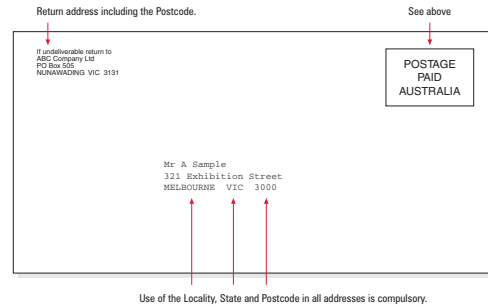 Return address including the Postcode.
See above
If undeliverable return to
ABC Company Ltd
PO Box 505
NUNAWADING VIC 3131
POSTAGE
PAID
AUSTRALIA
Mr A Sample
321 Exhibition Street
MELBOURNE VIC 3000
Use of the Locality, State and Postcode in all addresses is compulsory.